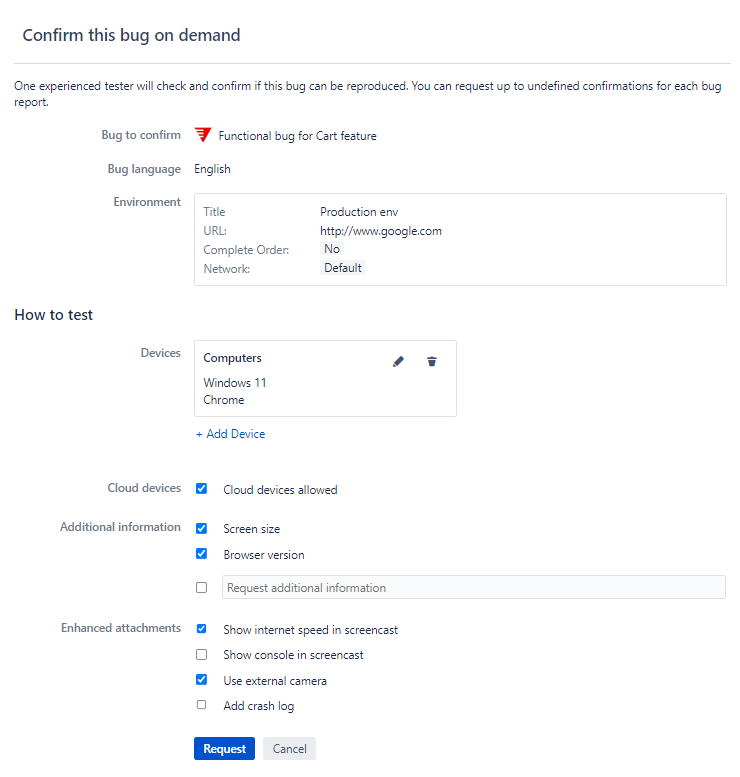 Confirm this bug on demand
One experienced tester will check and confirm if this bug can be reproduced. You can request up to undefined confirmations for each bug
report.
Bug to confirm Functional bug for Cart feature
Bug language English
Environment
Title Production env
URL: http://www.google.com
Complete Order: No
Network: Default
How to test
Devices
Computers
Windows 11
Chrome
+ Add Device
Cloud devices Cloud devices allowed
Additional information Screen size
Browser version
Request additional information
Enhanced attachments Show internet speed in screencast
Show console in screencast
Use external camera
Add crash log
Request Cancel